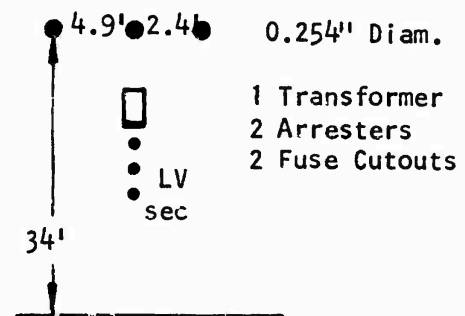 4.9' 2.4' 0.254" Diam.
1 Transformer
2 Arresters
2 Fuse Cutouts
LV
sec
34'